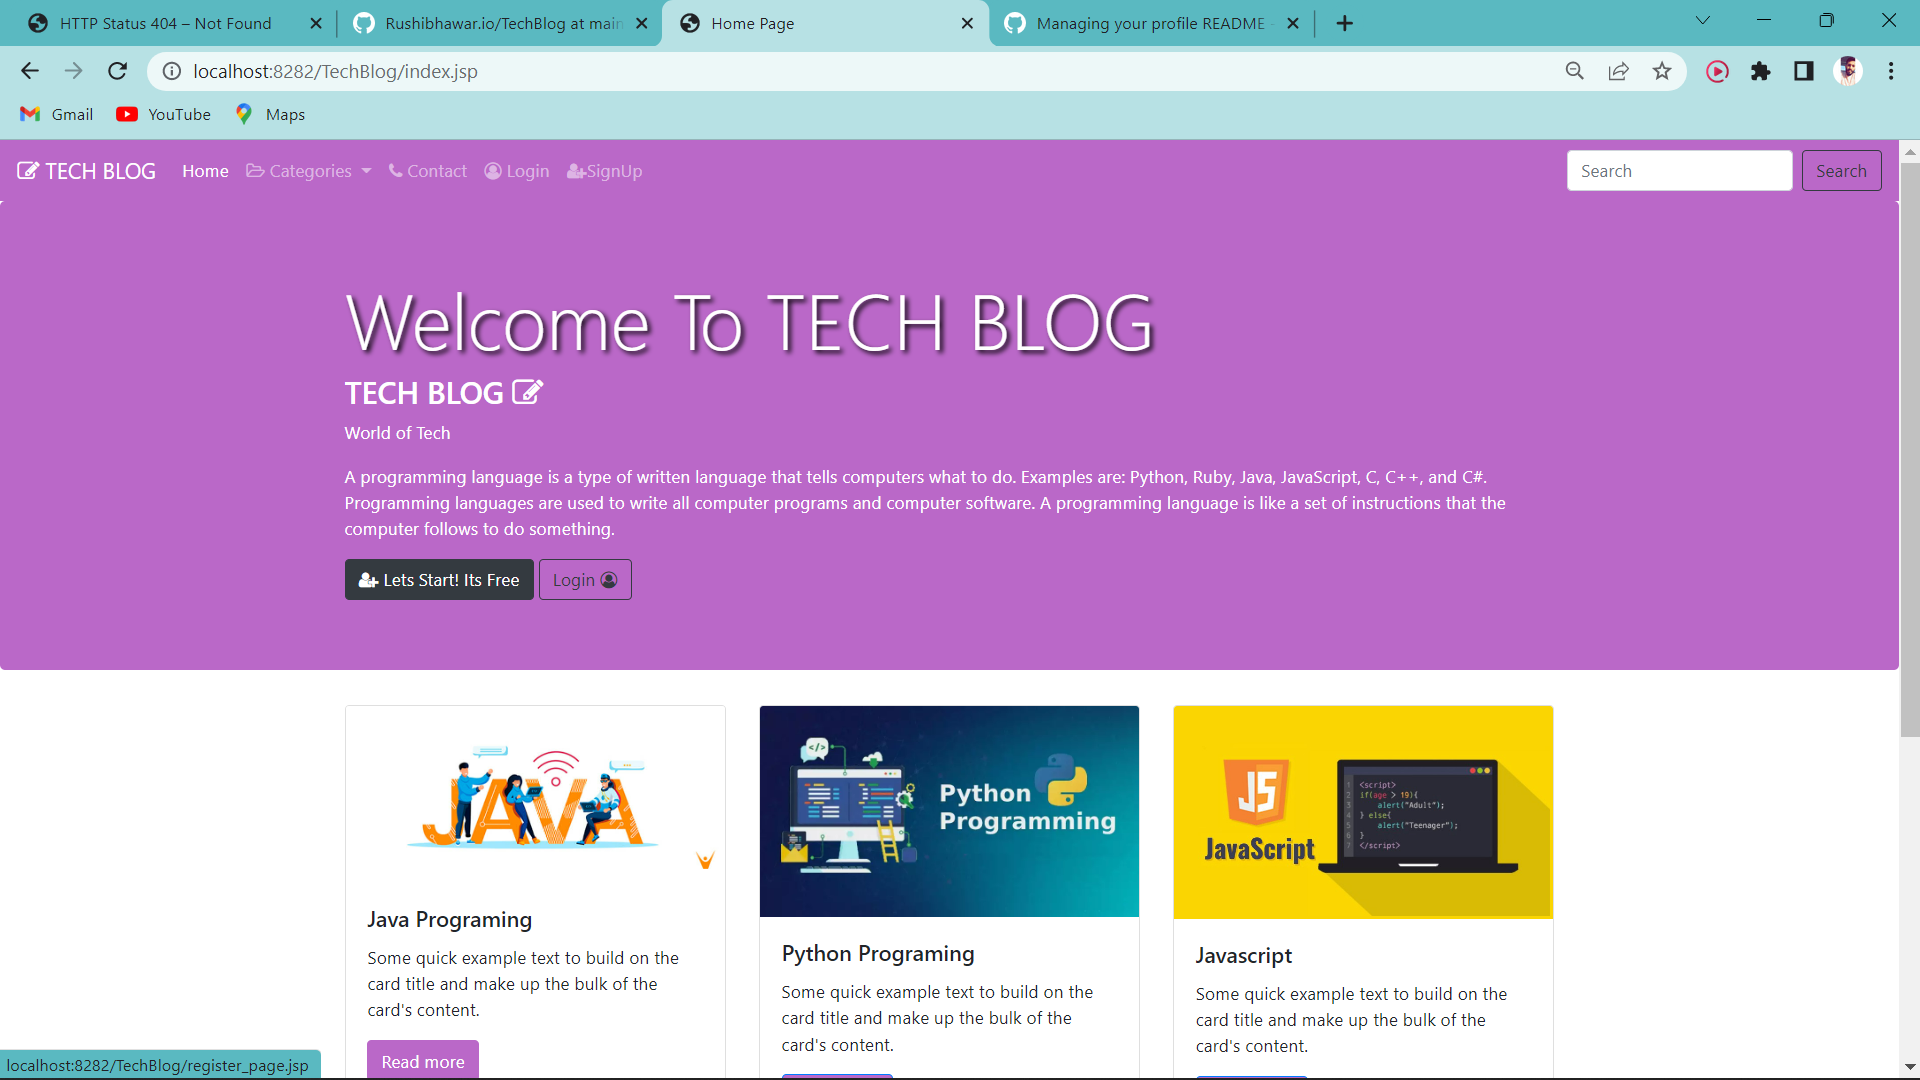 HTTP Status 404 – Not Found
Rushibhawar.io/TechBlog at main
Home Page
Managing your profile README -
localhost:8282/TechBlog/index.jsp
Gmail
YouTube
Maps
TECH BLOG
Home
Categories
Contact
Login
SignUp
Search
Search
Welcome To TECH BLOG
TECH BLOG
World of Tech
A programming language is a type of written language that tells computers what to do. Examples are: Python, Ruby, Java, JavaScript, C, C++, and C#.
Programming languages are used to write all computer programs and computer software. A programming language is like a set of instructions that the
computer follows to do something.
Lets Start! Its Free
Login
JAVA
Java Programing
Some quick example text to build on the
card title and make up the bulk of the
card's content.
Read more
</>
Python
Programming
Python Programing
Some quick example text to build on the
card title and make up the bulk of the
card's content.
JS
JavaScript
1 <script>
2 if(age > 19){
3 alert("Adult");
4 } else{
5 alert("Teenager");
6 }
7 </script>
Javascript
Some quick example text to build on the
card title and make up the bulk of the
card's content.
localhost:8282/TechBlog/register_page.jsp